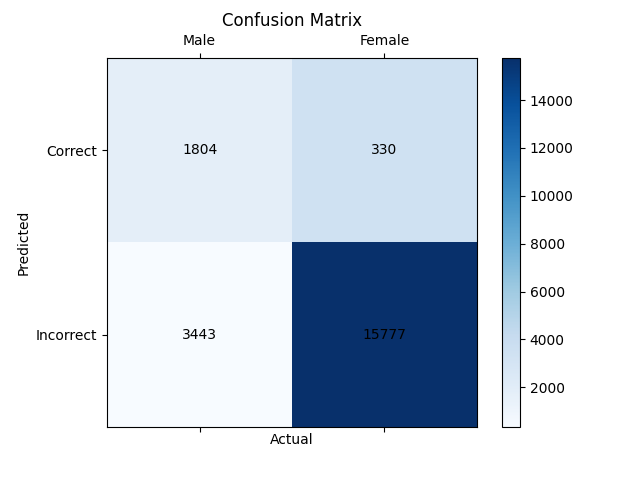 Confusion Matrix
Male Female
Correct 1804 330
Predicted
Incorrect 3443 15777
Actual
14000
12000
10000
8000
6000
4000
2000